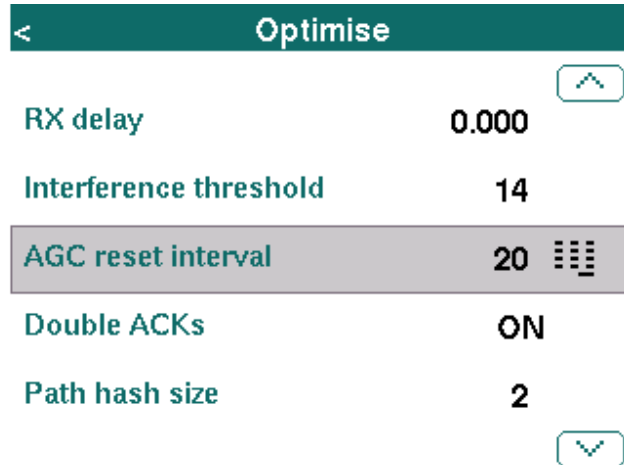 < Optimise
RX delay 0.000
Interference threshold 14
AGC reset interval 20
Double ACKs ON
Path hash size 2